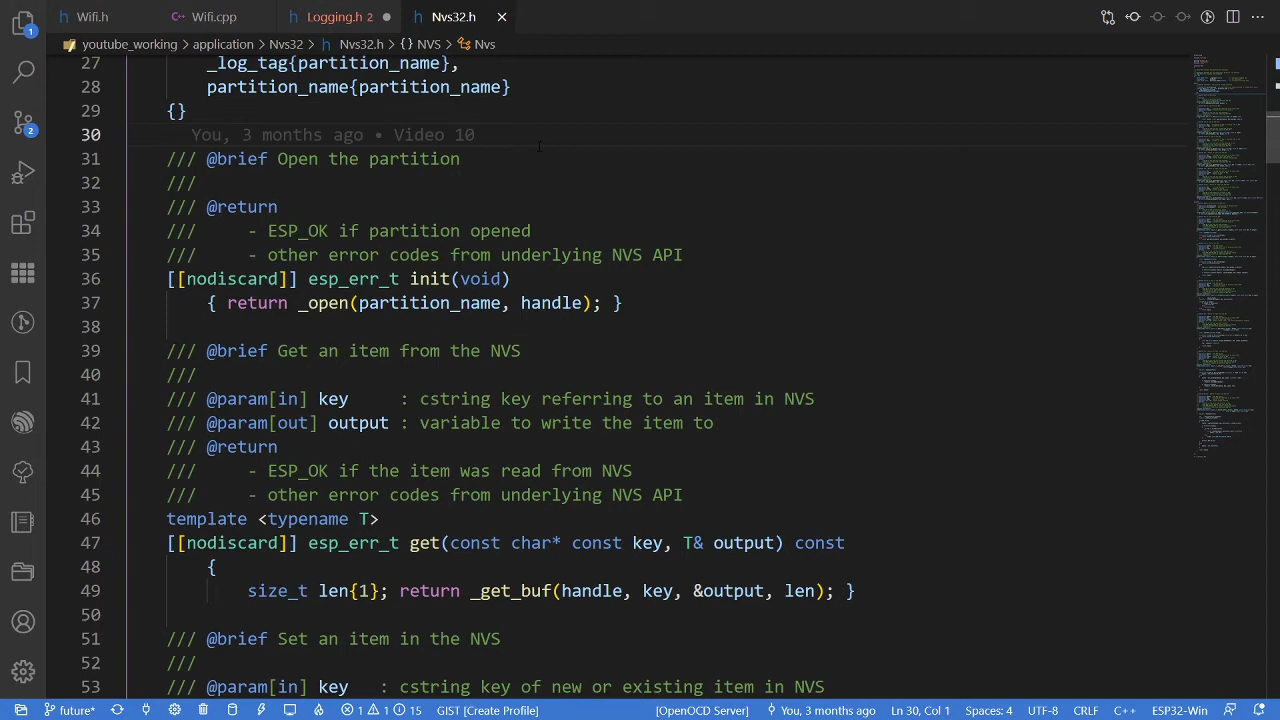 Wifi.h Wifi.cpp Logging.h 2 Nvs32.h
youtube_working > application > Nvs32 > Nvs32.h > {} NVS > Nvs
27 _log_tag{partition_name},
28 partition_name partition_name
29 {}
30 You, 3 months • Video 10
31 /// @brief Open the partition
32 ///
33 /// @return
34 /// - ESP_OK if partition open
35 /// - other error codes from underlying NVS API
36 [[nodiscard]] esp_err_t init(void
37 { return _open(partition_name handle); }
38
39 @brief Get an item from the NVS
40 ///
41 /// @param[in] key : cstring key referring to an item in NVS
42 /// @param[out] output : variable to write the item to
43 /// @return
44 /// - ESP_OK if the item was read from NVS
45 /// - other error codes from underlying NVS API
46 template <typename T>
47 [[nodiscard]] esp_err_t get(const char* const key, T& output) const
48 {
49 size_t len{1}; return _get_buf(handle, key, &output, len); }
50
51 /// @brief Set an item in the NVS
52 ///
53 /// @param[in] key : cstring key of new or existing item in NVS
1
2
future* 1 1 15 GIST [Create Profile] [OpenOCD Server] You, 3 months ago Ln 30, Col 1 Spaces: 4 UTF-8 CRLF C++ ESP32-Win